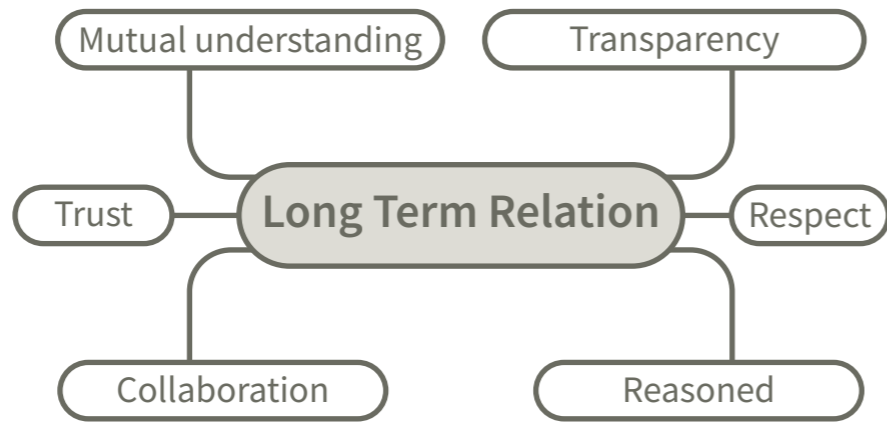 Mutual understanding
Transparency
Trust
Long Term Relation
Respect
Collaboration
Reasoned